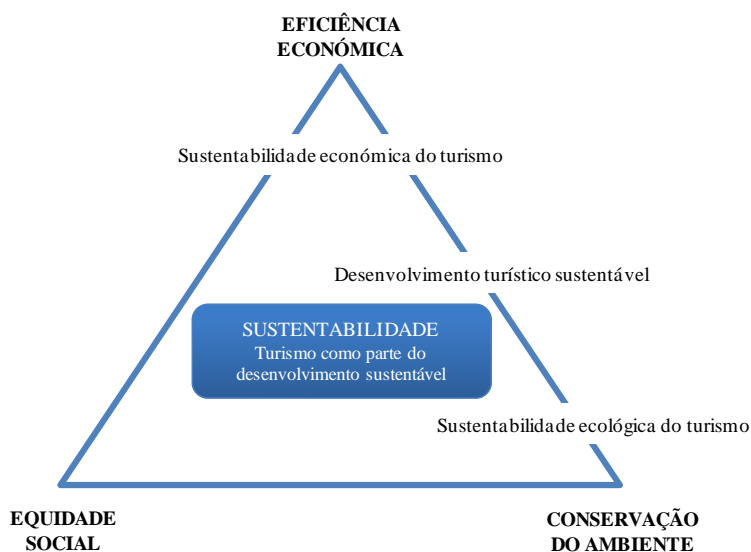 EFICIÊNCIA
ECONÓMICA
Sustentabilidade económica do turismo
Desenvolvimento turístico sustentável
SUSTENTABILIDADE
Turismo como parte do
desenvolvimento sustentável
Sustentabilidade ecológica do turismo
EQUIDADE
SOCIAL
CONSERVAÇÃO
DO AMBIENTE